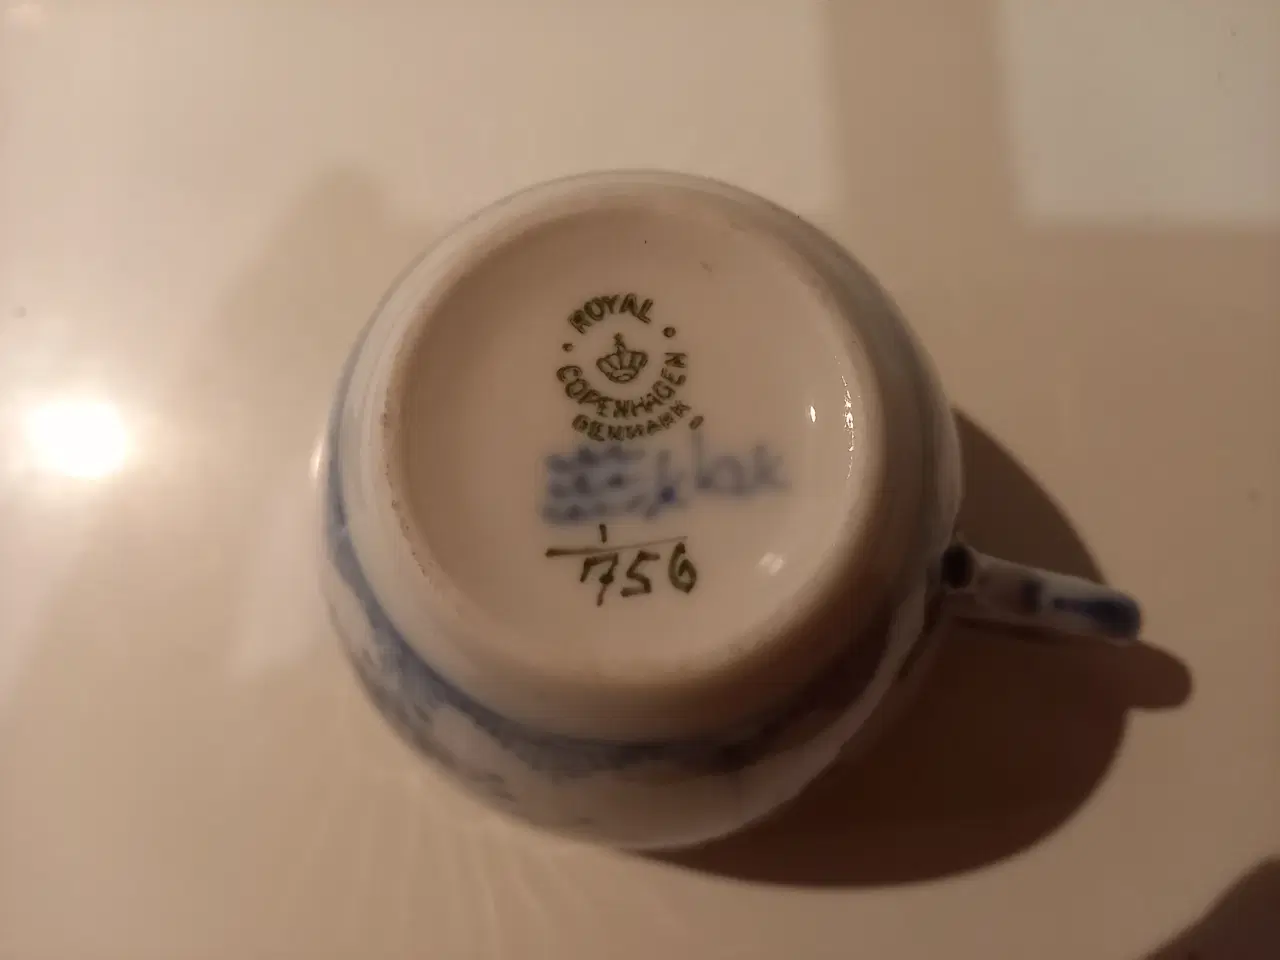 ROYAL
COPENHAGEN
DENMARK
1
756